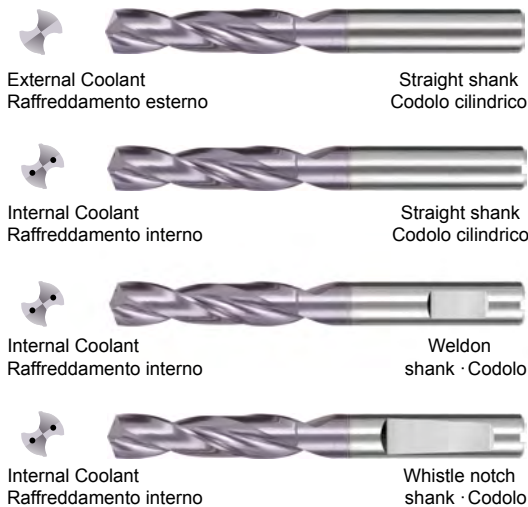 External Coolant
Raffreddamento esterno
Straight shank
Codolo cilindrico
Internal Coolant
Raffreddamento interno
Straight shank
Codolo cilindrico
Internal Coolant
Raffreddamento interno
Weldon
shank · Codolo
Internal Coolant
Raffreddamento interno
Whistle notch
shank · Codolo